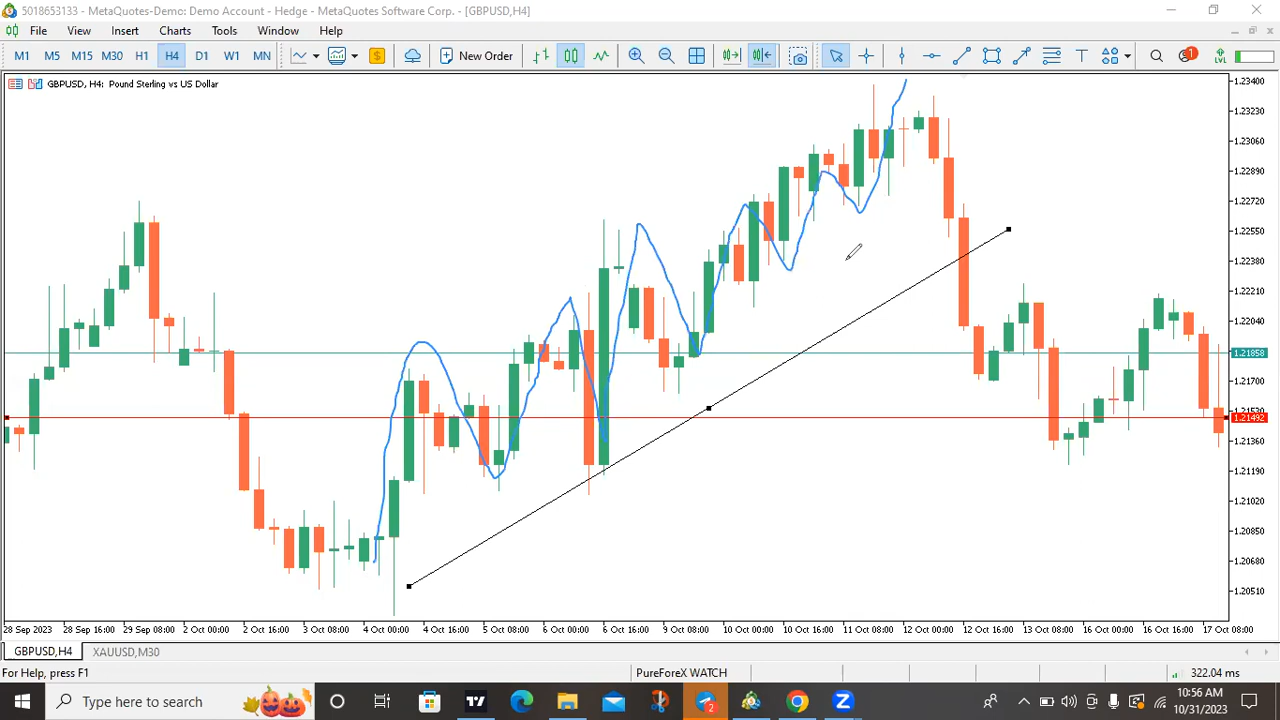 5018653133 - MetaQuotes-Demo: Demo Account - Hedge - MetaQuotes Software Corp. - [GBPUSD,H4]
File View Insert Charts Tools Window Help
M1 M5 M15 M30 H1 H4 D1 W1 MN New Order 1 LVL
GBPUSD, H4: Pound Sterling vs US Dollar
1.23400
1.23230
1.23060
1.22890
1.22720
1.22550
1.22380
1.22210
1.22040
1.21858
1.21700
1.21492
1.21360
1.21190
1.21020
1.20850
1.20680
1.20510
28 Sep 2023 28 Sep 16:00 29 Sep 08:00 2 Oct 00:00 2 Oct 16:00 3 Oct 08:00 4 Oct 00:00 4 Oct 16:00 5 Oct 08:00 6 Oct 00:00 6 Oct 16:00 9 Oct 08:00 10 Oct 00:00 10 Oct 16:00 11 Oct 08:00 12 Oct 00:00 12 Oct 16:00 13 Oct 08:00 16 Oct 00:00 16 Oct 16:00 17 Oct 08:00
GBPUSD,H4 XAUUSD,M30
For Help, press F1 PureForeX WATCH 322.04 ms
Type here to search 2 10:56 AM
10/31/2023